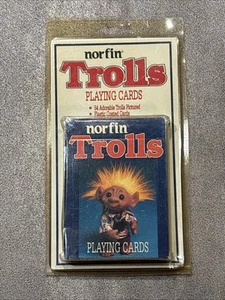 norfin®
Trolls
PLAYING CARDS
• 54 Adorable Trolls Pictured
• Plastic Coated Cards
norfin®
Trolls
PLAYING CARDS